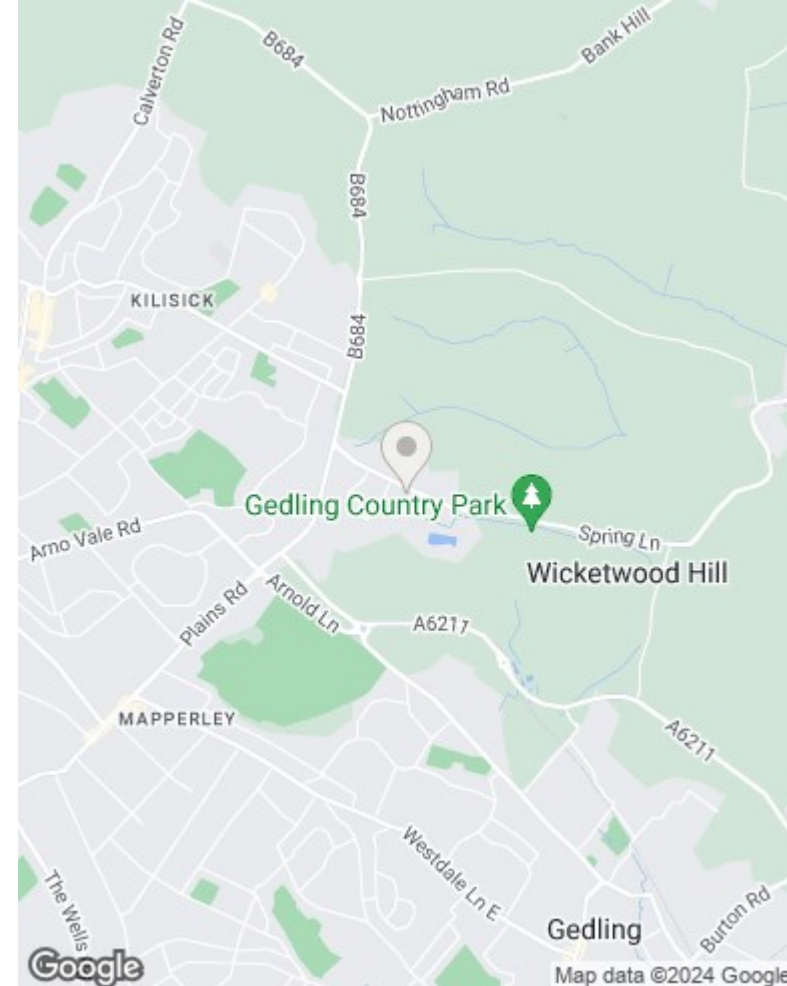 Calverton Rd
B684
Bank Hill
Nottingham Rd
B684
KILISICK
B684
Gedling Country Park
Spring Ln
Arno Vale Rd
Wicketwood Hill
Plains Rd
Arnold Ln
A6211
MAPPERLEY
A6211
Westdale Ln E
The Wells
Gedling
Burton Rd
Google
Map data ©2024 Google